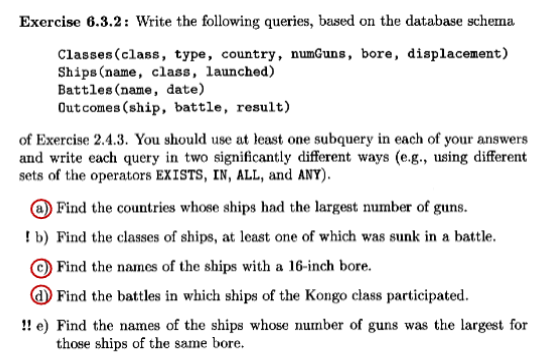 Exercise 6.3.2: Write the following queries, based on the database schema
Classes(class, type, country, numGuns, bore, displacement)
Ships(name, class, launched)
Battles(name, date)
Outcomes(ship, battle, result)
of Exercise 2.4.3. You should use at least one subquery in each of your answers
and write each query in two significantly different ways (e.g., using different
sets of the operators EXISTS, IN, ALL, and ANY).
a) Find the countries whose ships had the largest number of guns.
! b) Find the classes of ships, at least one of which was sunk in a battle.
c) Find the names of the ships with a 16-inch bore.
d) Find the battles in which ships of the Kongo class participated.
!! e) Find the names of the ships whose number of guns was the largest for
those ships of the same bore.